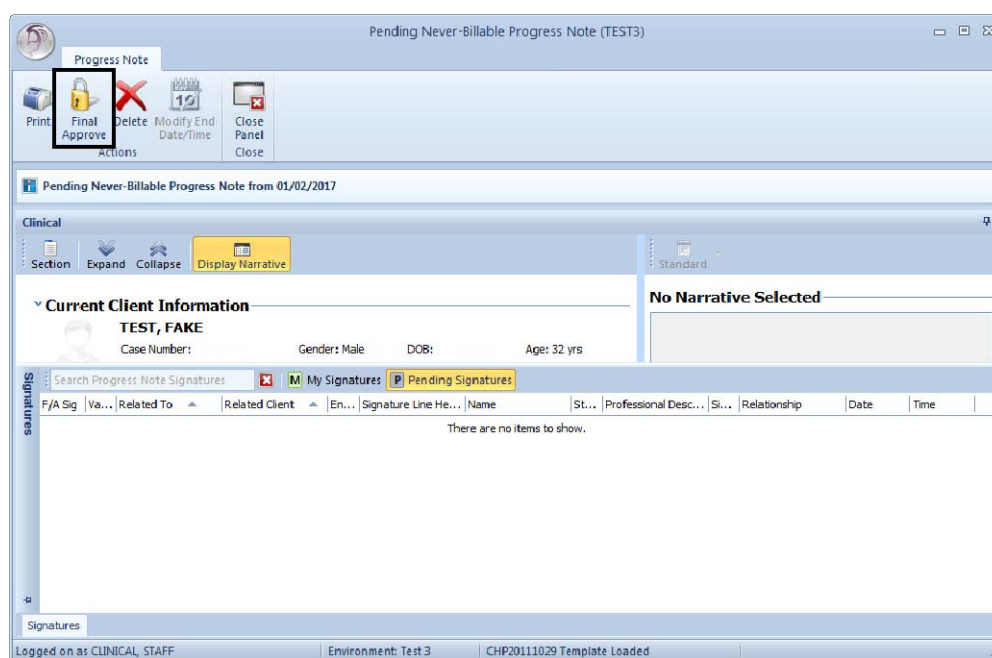 Pending Never-Billable Progress Note (TEST3)
Progress Note
Print Final Approve Delete Modify End Date/Time Close Panel
Actions Close
Pending Never-Billable Progress Note from 01/02/2017
Clinical
Section Expand Collapse Display Narrative Standard
Current Client Information
No Narrative Selected
TEST, FAKE
Case Number: Gender: Male DOB: Age: 32 yrs
Signatures
Search Progress Note Signatures M My Signatures P Pending Signatures
F/A Sig Va... Related To Related Client En... Signature Line He... Name St... Professional Desc... Si... Relationship Date Time
There are no items to show.
Signatures
Logged on as CLINICAL, STAFF Environment: Test 3 CHP20111029 Template Loaded